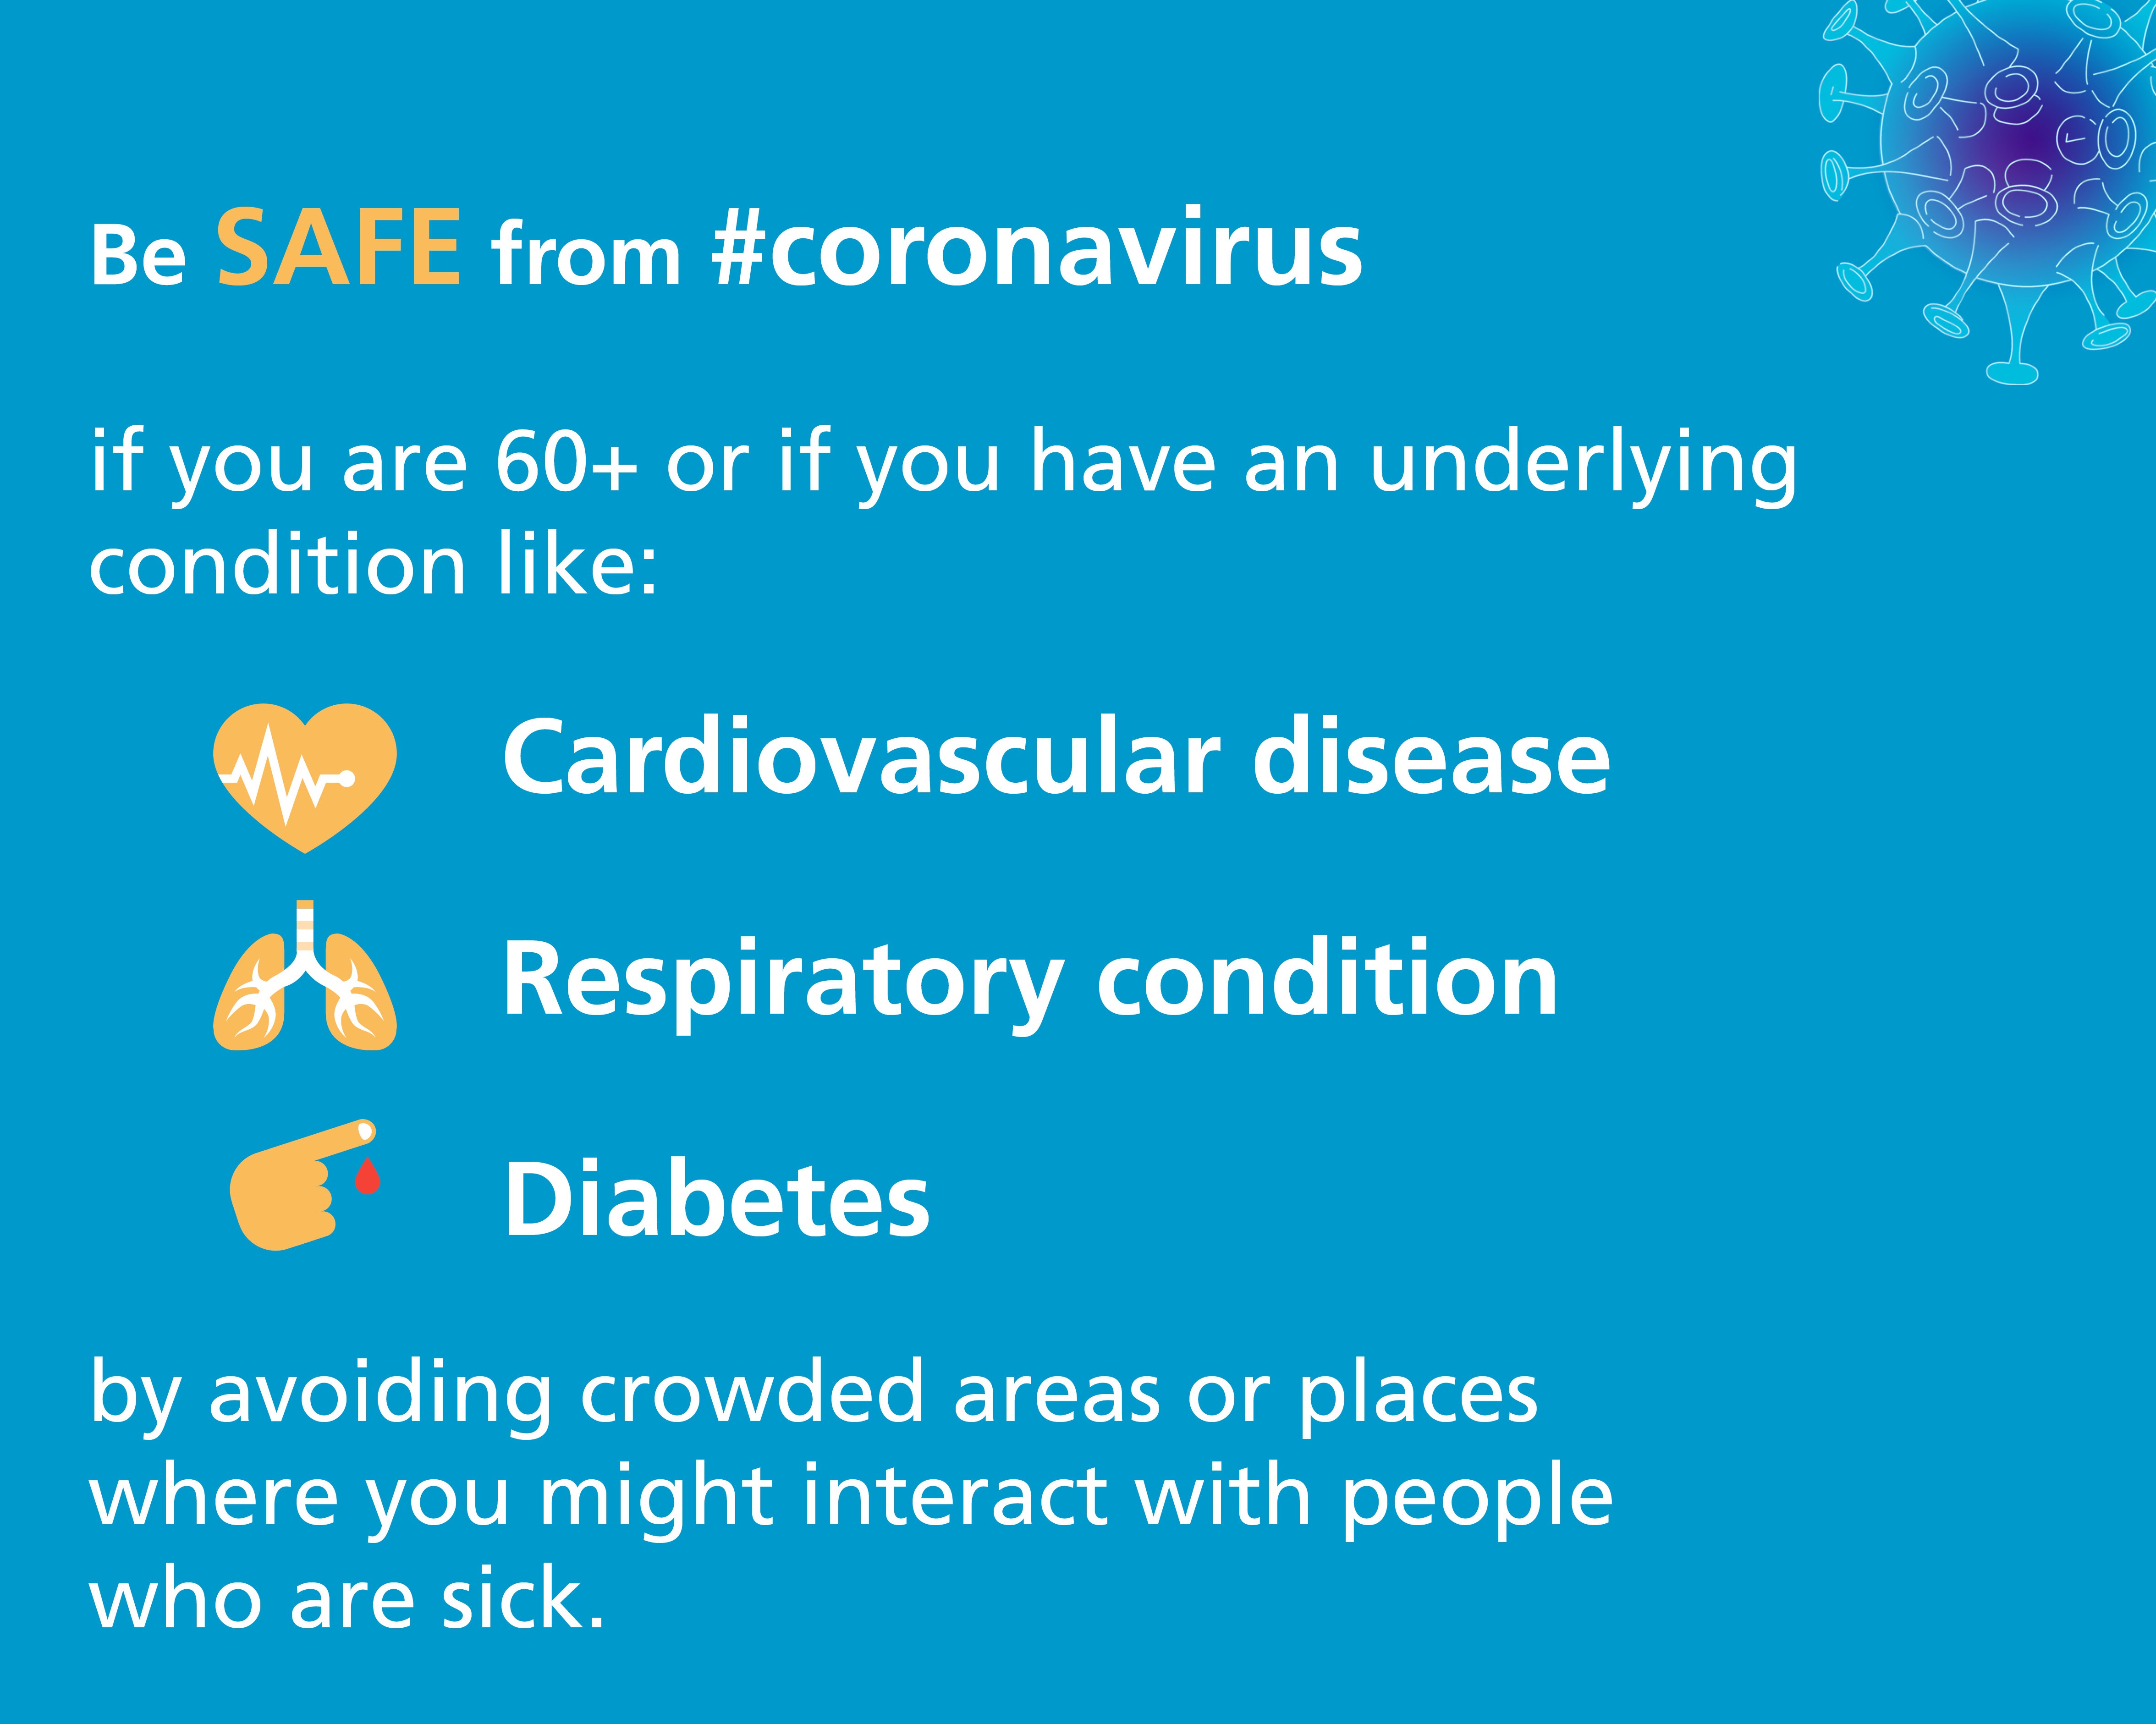 Be SAFE from #coronavirus
if you are 60+ or if you have an underlying
condition like:
Cardiovascular disease
Respiratory condition
Diabetes
by avoiding crowded areas or places
where you might interact with people
who are sick.